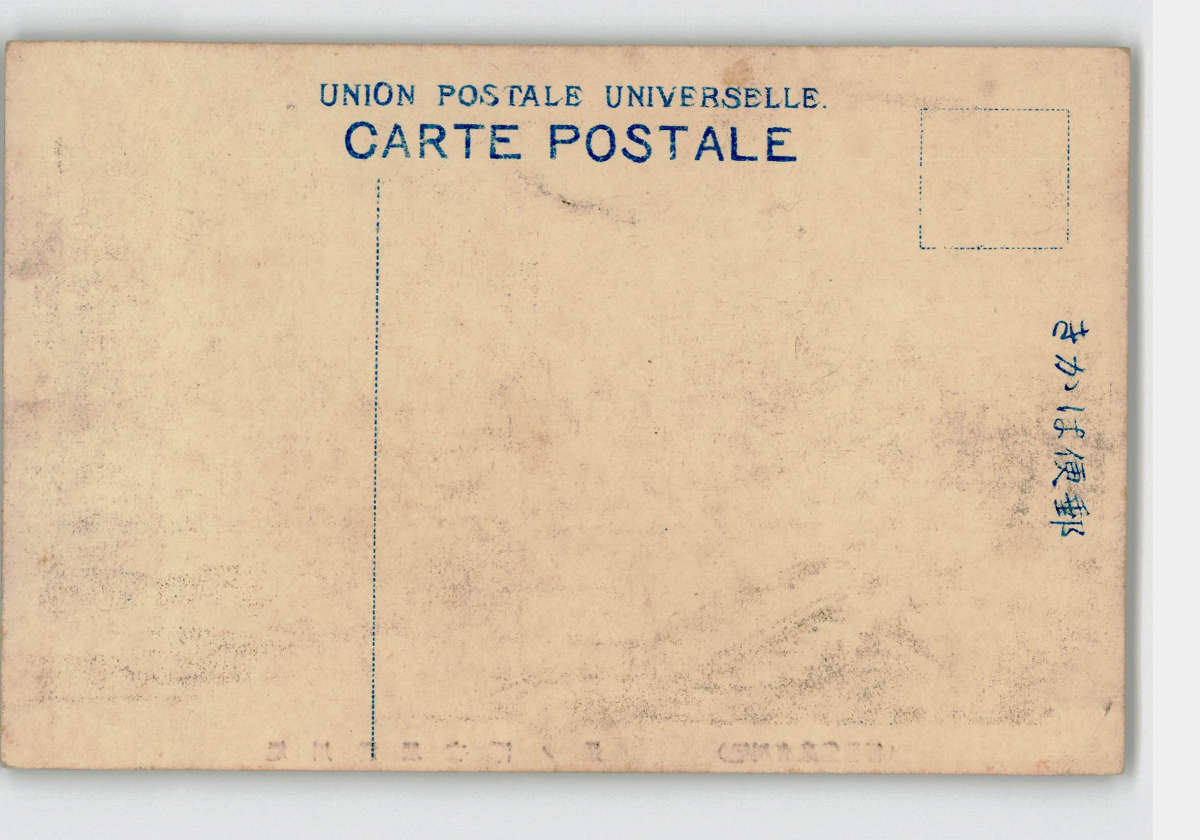 UNION POSTALE UNIVERSELLE.
CARTE POSTALE
きかは便郵